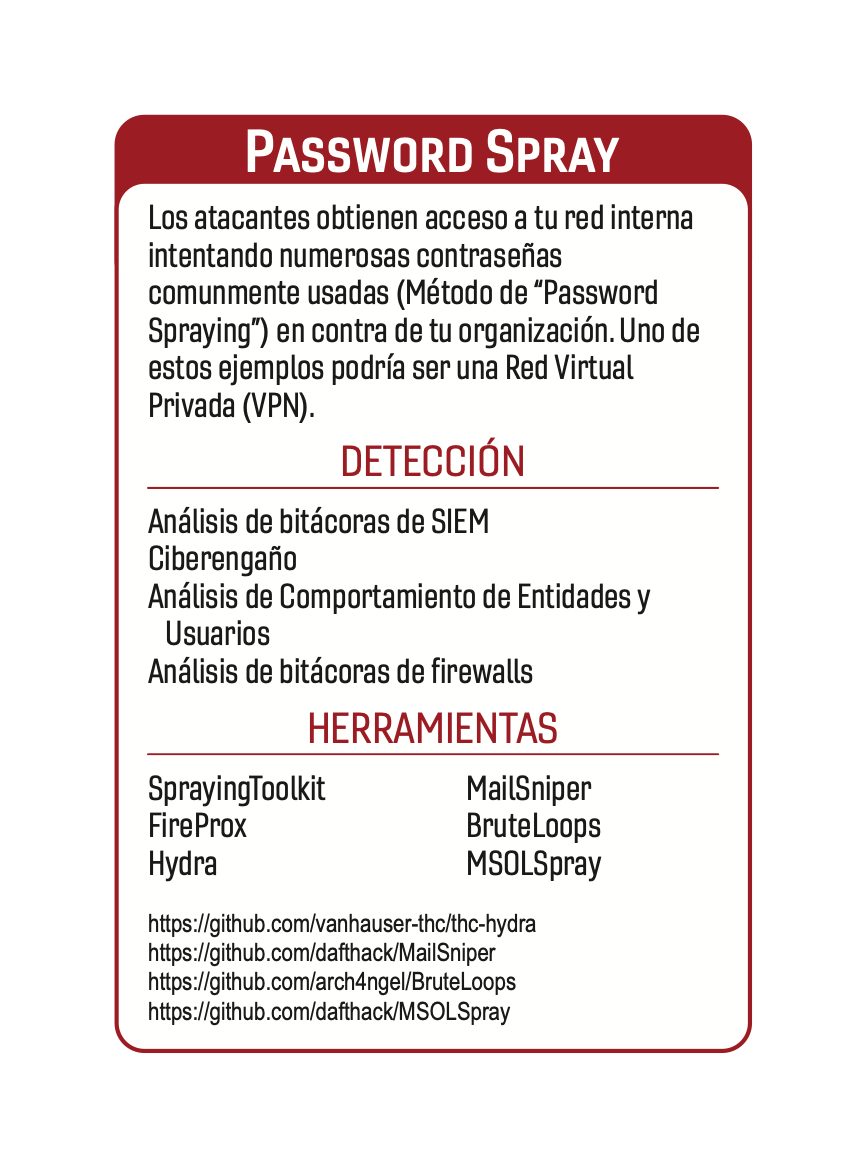 PASSWORD SPRAY
Los atacantes obtienen acceso a tu red interna
intentando numerosas contraseñas
comunmente usadas (Método de “Password
Spraying”) en contra de tu organización. Uno de
estos ejemplos podría ser una Red Virtual
Privada (VPN).
DETECCIÓN
Análisis de bitácoras de SIEM
Ciberengaño
Análisis de Comportamiento de Entidades y
Usuarios
Análisis de bitácoras de firewalls
HERRAMIENTAS
SprayingToolkit
FireProx
Hydra
MailSniper
BruteLoops
MSOLSpray
https://github.com/vanhauser-thc/thc-hydra
https://github.com/dafthack/MailSniper
https://github.com/arch4ngel/BruteLoops
https://github.com/dafthack/MSOLSpray